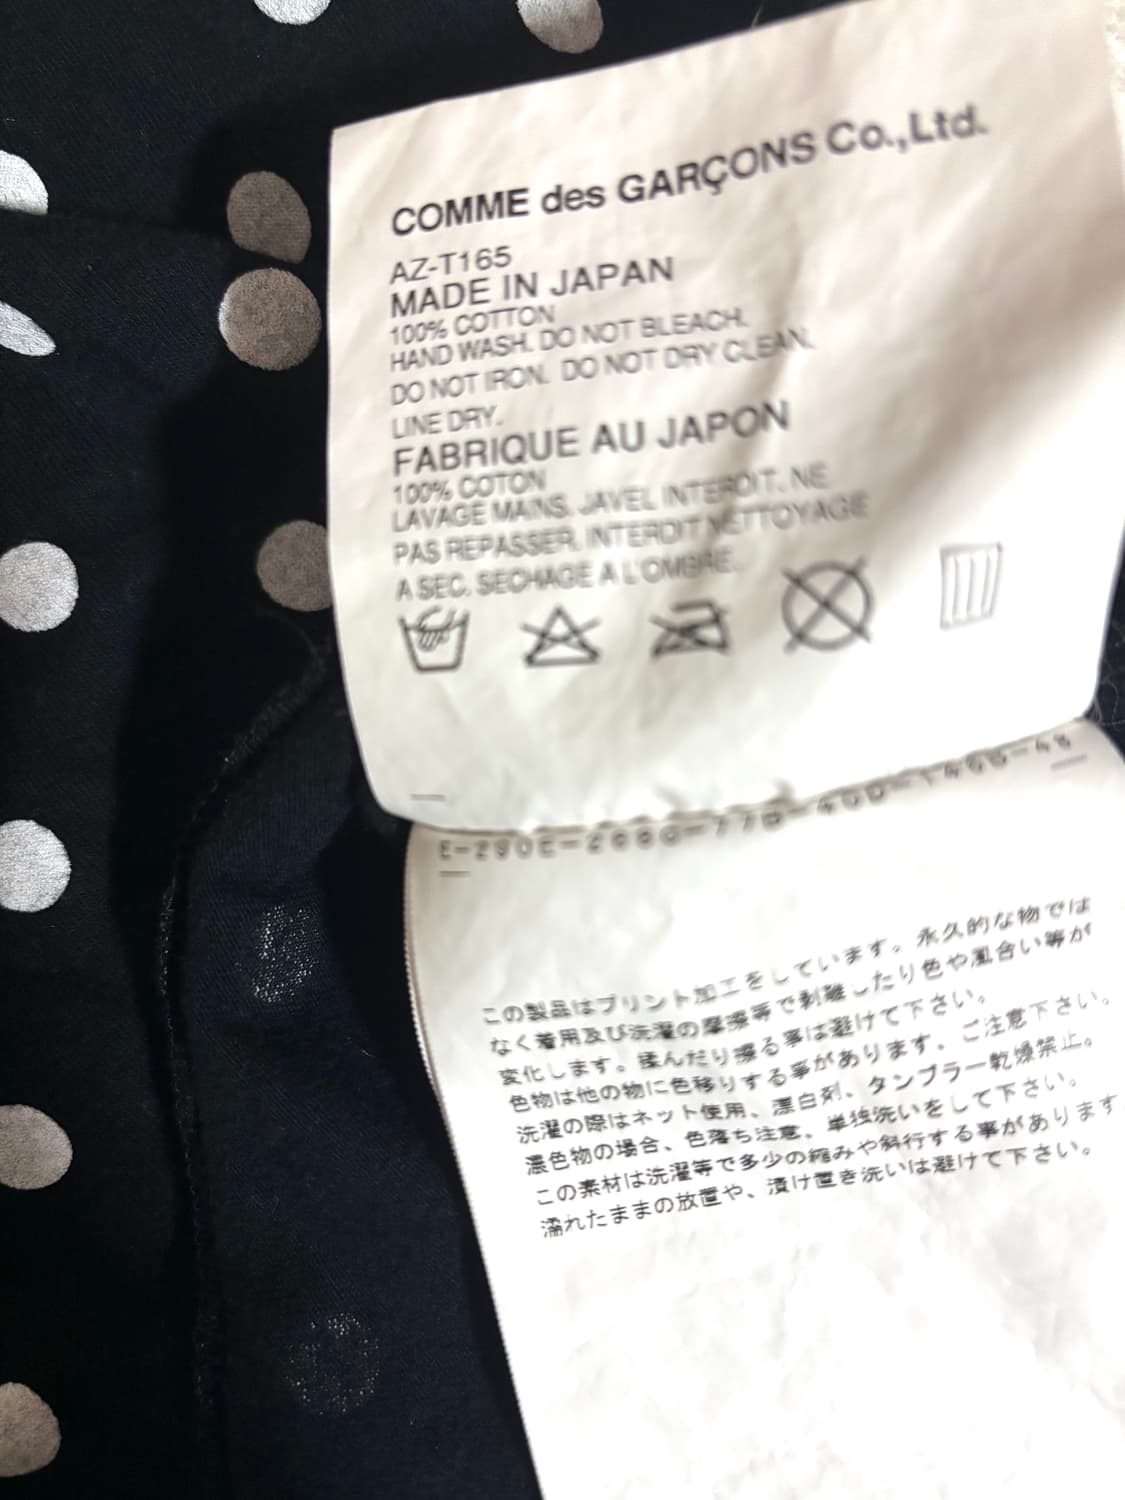 COMME des GARÇONS Co.,Ltd.
AZ-T165
MADE IN JAPAN
100% COTTON
HAND WASH. DO NOT BLEACH.
DO NOT IRON. DO NOT DRY CLEAN.
LINE DRY.
FABRIQUE AU JAPON
100% COTON
LAVAGE MAINS. JAVEL INTERDIT. NE
PAS REPASSER. INTERDIT NETTOYAGE
A SEC. SECHAGE A L'OMBRE.
この製品はプリント加工をしています。永久的な物では
なく着用及び洗濯の摩擦等で剥離したり色や風合い等が
変化します。揉んだり擦る事は避けて下さい。
色物は他の物に色移りする事があります、ご注意下さい。
洗濯の際はネット使用、漂白剤、タンブラー乾燥禁止。
濃色物の場合、色落ち注意、単独洗いをして下さい。
この素材は洗濯等で多少の縮みや斜行する事があります。
濡れたままの放置や、漬け置き洗いは避けて下さい。